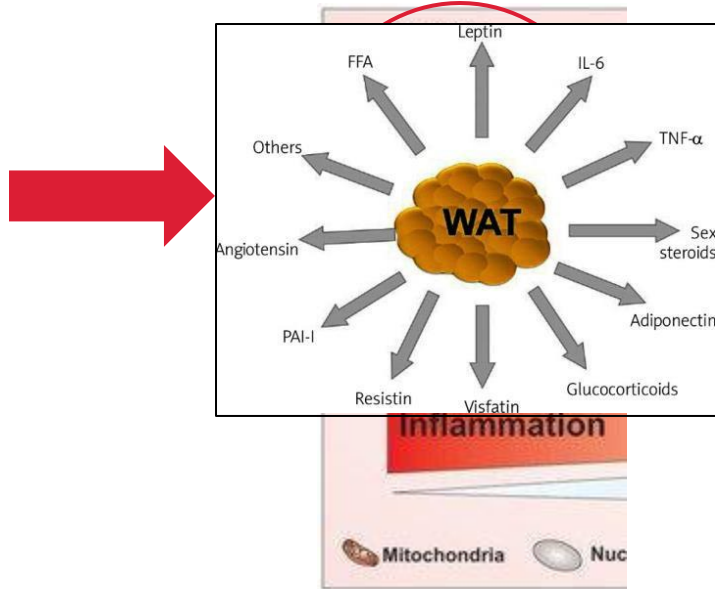 Leptin
FFA
IL-6
TNF-α
Others
WAT
Sex
steroids
Angiotensin
Adiponectin
PAI-I
Glucocorticoids
Resistin
Visfatin
Inflammation
Mitochondria
Nuc